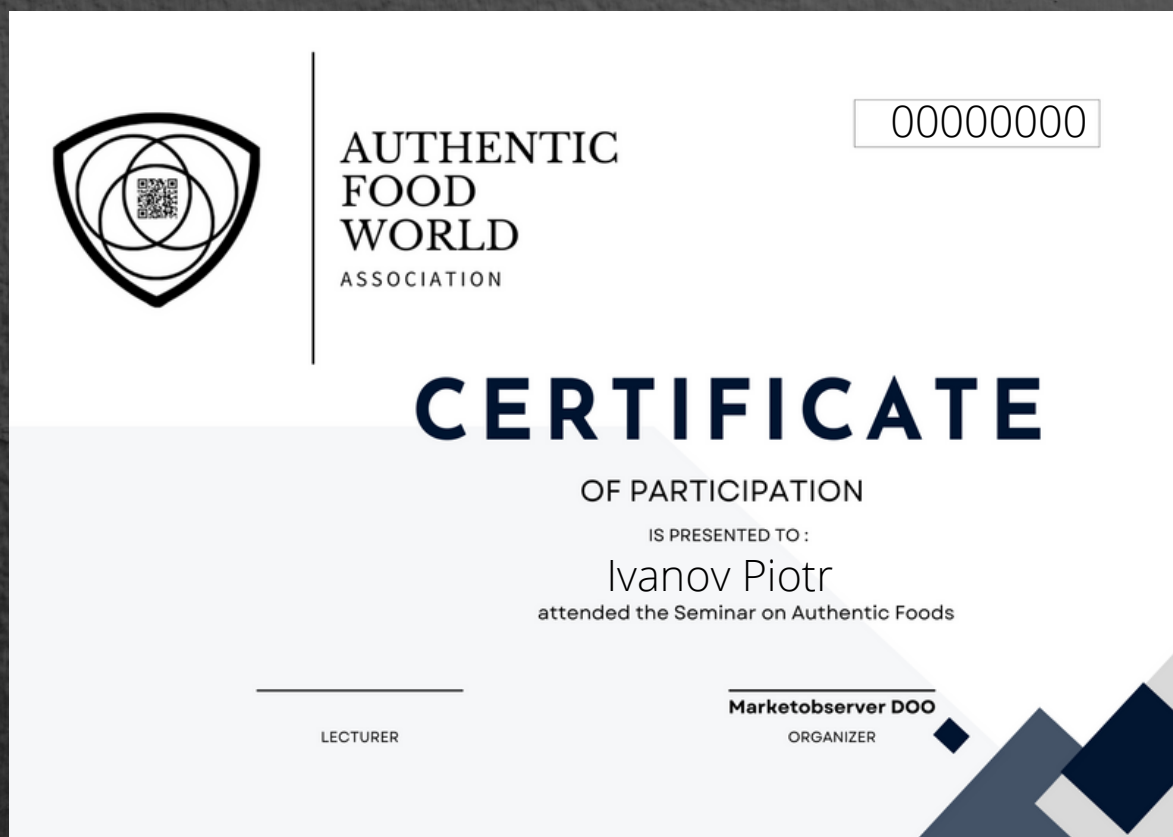 AUTHENTIC
FOOD
WORLD
ASSOCIATION
00000000
CERTIFICATE
OF PARTICIPATION
IS PRESENTED TO :
Ivanov Piotr
attended the Seminar on Authentic Foods
LECTURER
Marketobserver DOO
ORGANIZER